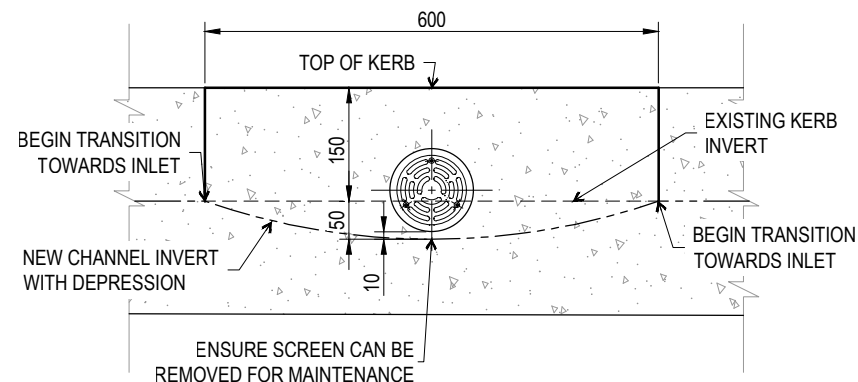 600
TOP OF KERB
BEGIN TRANSITION
TOWARDS INLET
150
EXISTING KERB
INVERT
50
10
NEW CHANNEL INVERT
WITH DEPRESSION
BEGIN TRANSITION
TOWARDS INLET
ENSURE SCREEN CAN BE
REMOVED FOR MAINTENANCE